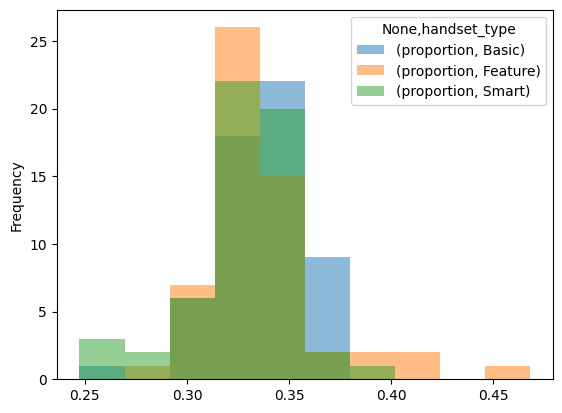 None,handset_type
(proportion, Basic)
(proportion, Feature)
(proportion, Smart)
Frequency
25
20
15
10
5
0
0.25 0.30 0.35 0.40 0.45